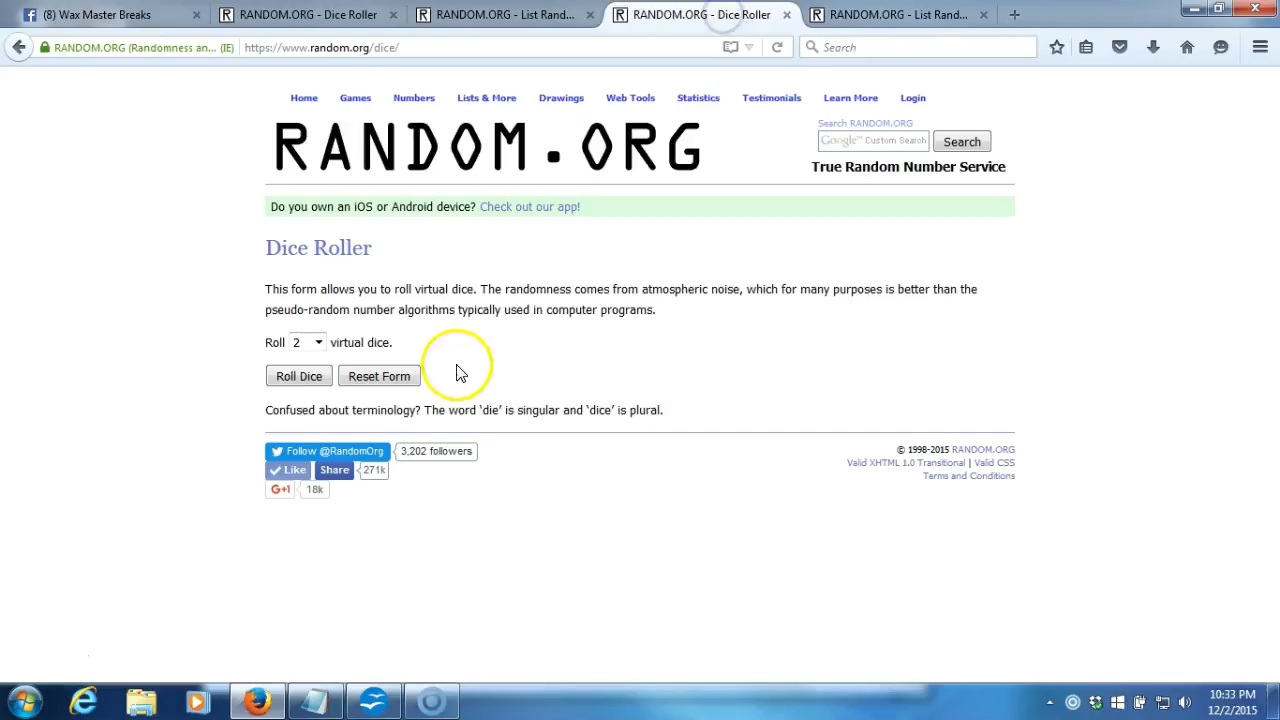 (8) Wax Master Breaks
RANDOM.ORG - Dice Roller
RANDOM.ORG - List Rand...
RANDOM.ORG - Dice Roller
RANDOM.ORG - List Rand...
RANDOM.ORG (Randomness an... (IE)
https://www.random.org/dice/
Search
Home Games Numbers Lists & More Drawings Web Tools Statistics Testimonials Learn More Login
RANDOM.ORG
Search RANDOM.ORG
Google™ Custom Search
Search
True Random Number Service
Do you own an iOS or Android device? Check out our app!
Dice Roller
This form allows you to roll virtual dice. The randomness comes from atmospheric noise, which for many purposes is better than the
pseudo-random number algorithms typically used in computer programs.
Roll 2 virtual dice.
Roll Dice Reset Form
Confused about terminology? The word ‘die’ is singular and ‘dice’ is plural.
Follow @RandomOrg 3,202 followers
Like Share 271k
G+1 18k
© 1998-2015 RANDOM.ORG
Valid XHTML 1.0 Transitional | Valid CSS
Terms and Conditions
10:33 PM
12/2/2015